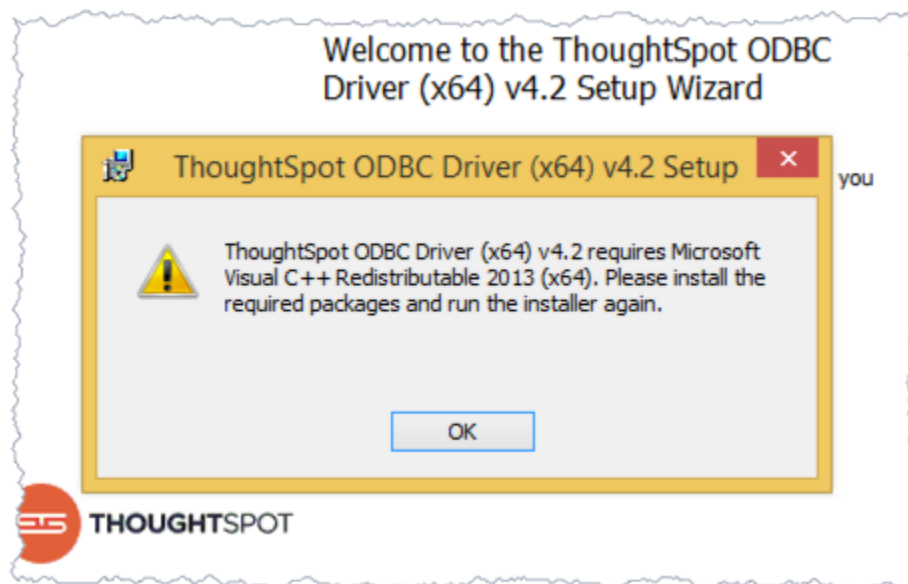 Welcome to the ThoughtSpot ODBC
Driver (x64) v4.2 Setup Wizard
ThoughtSpot ODBC Driver (x64) v4.2 Setup
you
ThoughtSpot ODBC Driver (x64) v4.2 requires Microsoft
Visual C++ Redistributable 2013 (x64). Please install the
required packages and run the installer again.
OK
THOUGHTSPOT